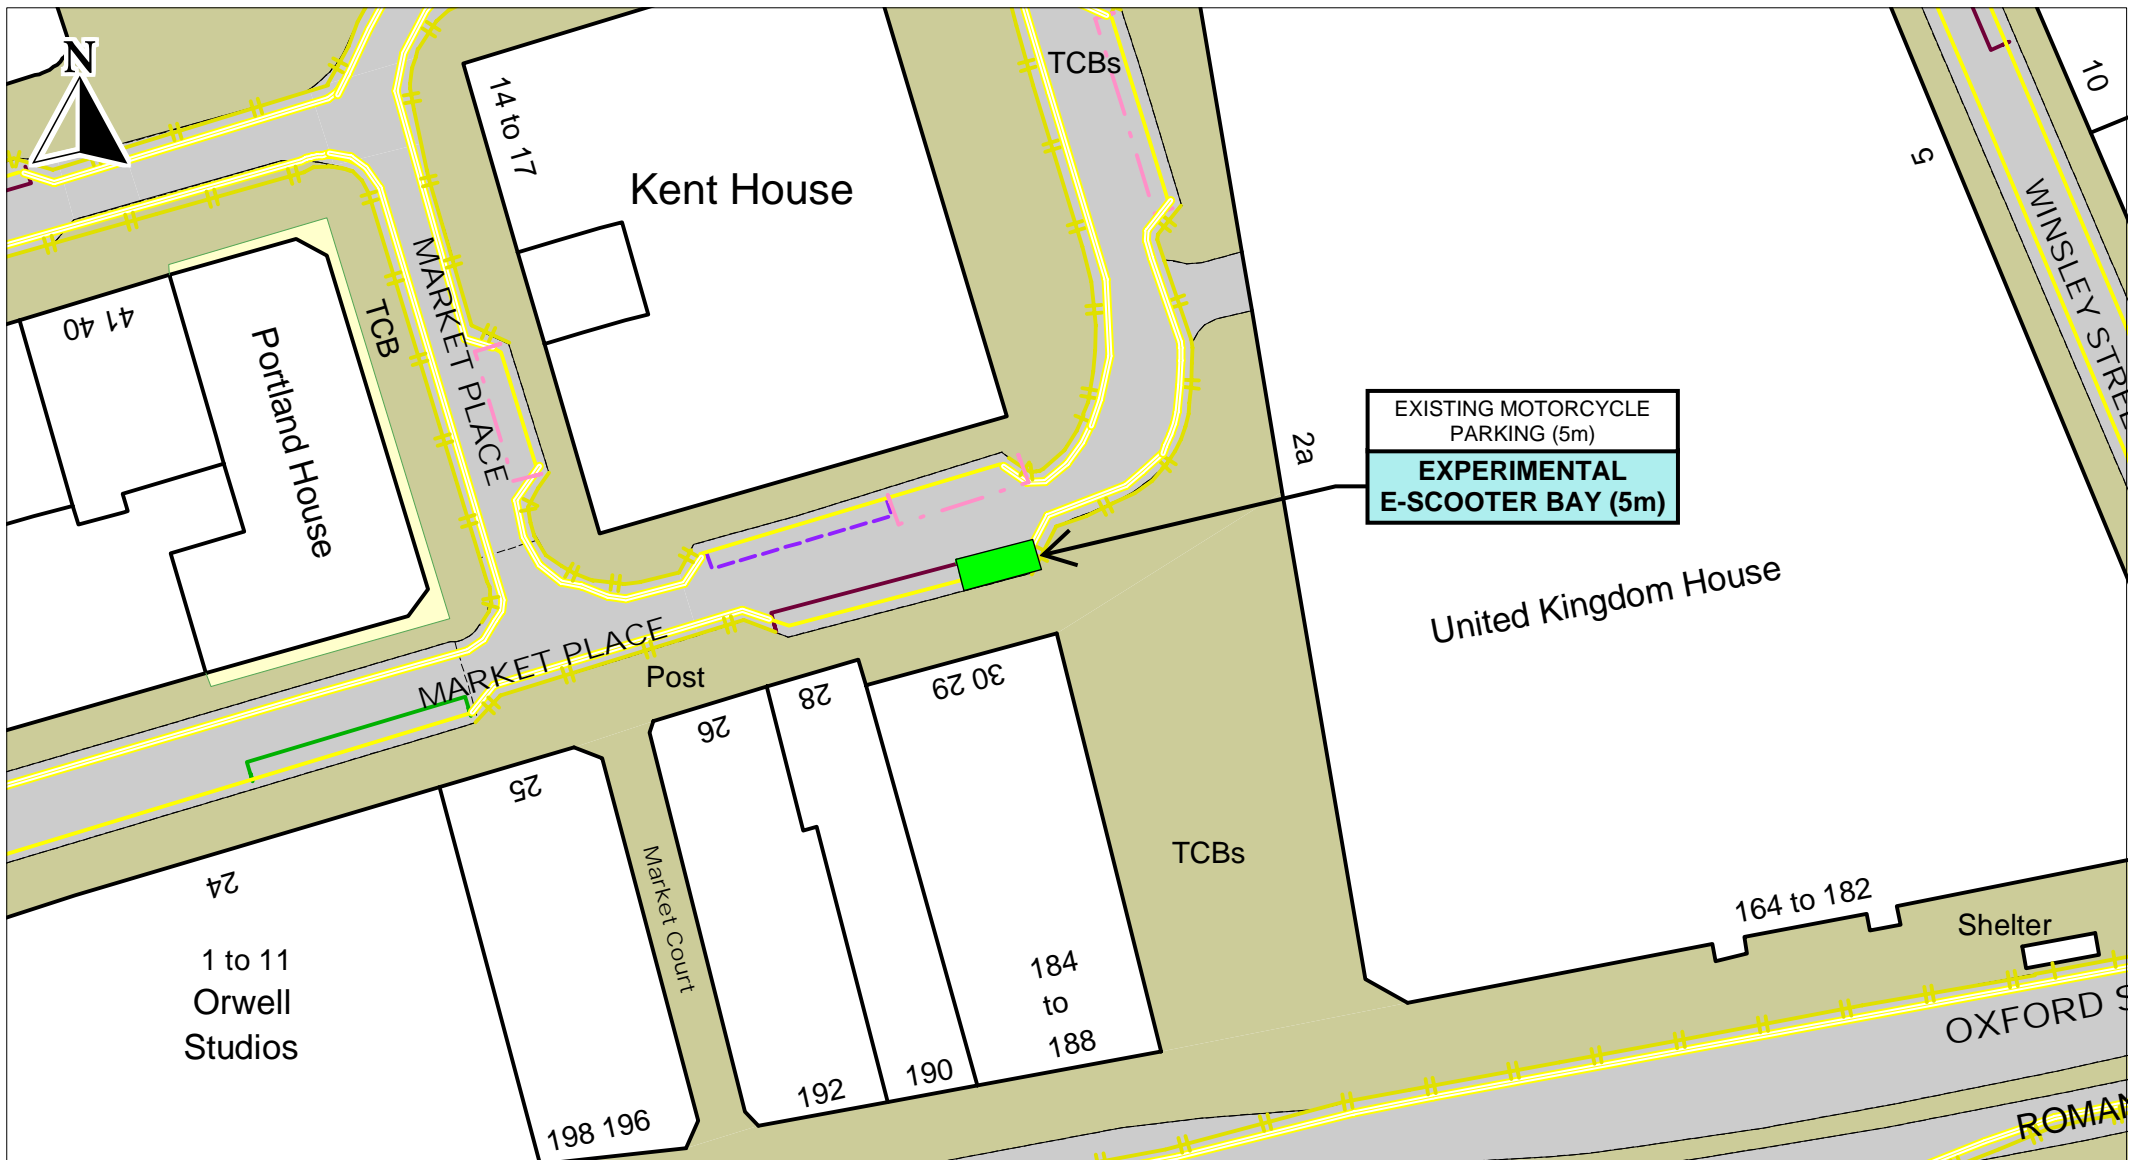 N
TCBs
14 to 17
Kent House
10
5
WINSLEY STREE
MARKET PLACE
TCB
41 40
Portland House
EXISTING MOTORCYCLE
PARKING (5m)
EXPERIMENTAL
E-SCOOTER BAY (5m)
2a
United Kingdom House
MARKET PLACE
Post
26
28
30 29
25
24
Market Court
TCBs
164 to 182
Shelter
1 to 11
Orwell
Studios
184
to
188
190
192
198 196
OXFORD S
ROMAN